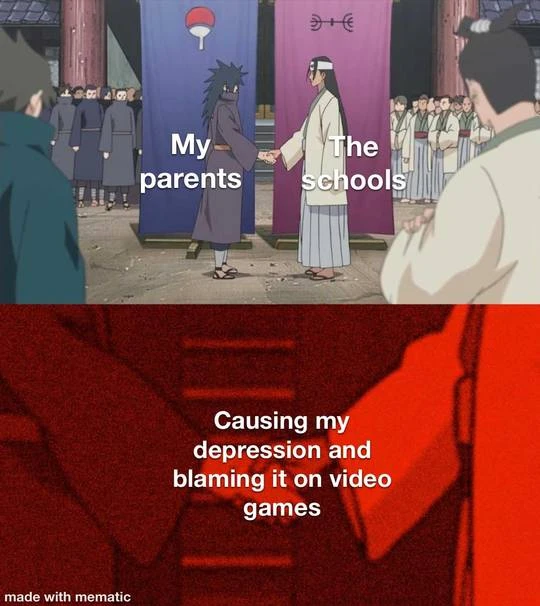 My
parents
The
schools
Causing my
depression and
blaming it on video
games
made with mematic